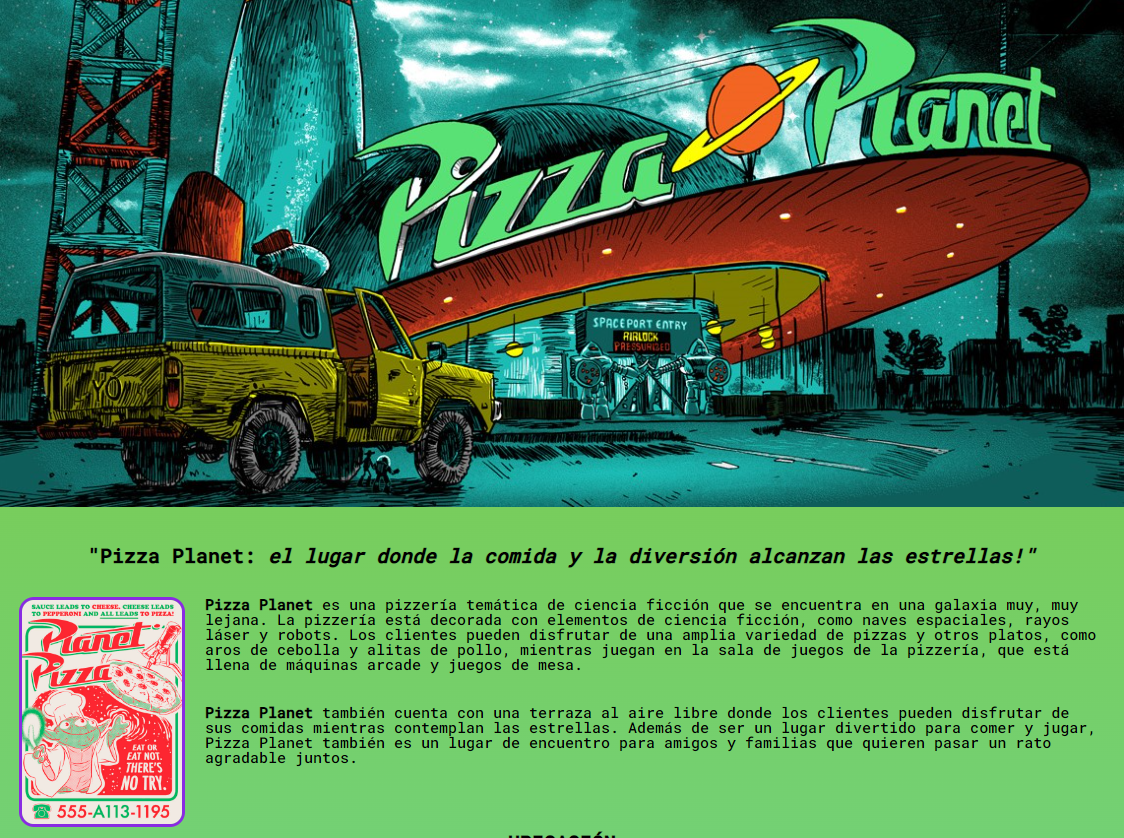 Pizza Planet
SPACEPORT ENTRY
AIRLOCK
PRESSURIZED
YO
"Pizza Planet: el lugar donde la comida y la diversión alcanzan las estrellas!"
SAUCE LEADS TO CHEESE. CHEESE LEADS
TO PEPPERONI AND ALL LEADS TO PIZZA!
Planet
Pizza
EAT OR
EAT NOT.
THERE'S
NO TRY.
555-A113-1195
Pizza Planet es una pizzería temática de ciencia ficción que se encuentra en una galaxia muy, muy
lejana. La pizzería está decorada con elementos de ciencia ficción, como naves espaciales, rayos
láser y robots. Los clientes pueden disfrutar de una amplia variedad de pizzas y otros platos, como
aros de cebolla y alitas de pollo, mientras juegan en la sala de juegos de la pizzería, que está
llena de máquinas arcade y juegos de mesa.
Pizza Planet también cuenta con una terraza al aire libre donde los clientes pueden disfrutar de
sus comidas mientras contemplan las estrellas. Además de ser un lugar divertido para comer y jugar,
Pizza Planet también es un lugar de encuentro para amigos y familias que quieren pasar un rato
agradable juntos.